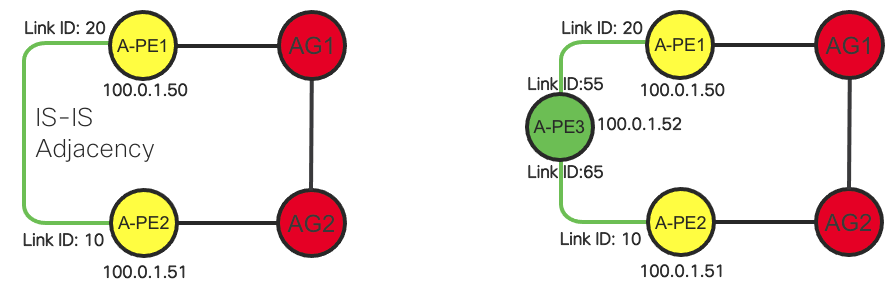 Link ID: 20
A-PE1
AG1
100.0.1.50
IS-IS
Adjacency
A-PE2
AG2
Link ID: 10
100.0.1.51
Link ID: 20
A-PE1
AG1
Link ID:55
100.0.1.50
A-PE3
100.0.1.52
Link ID:65
A-PE2
AG2
Link ID: 10
100.0.1.51